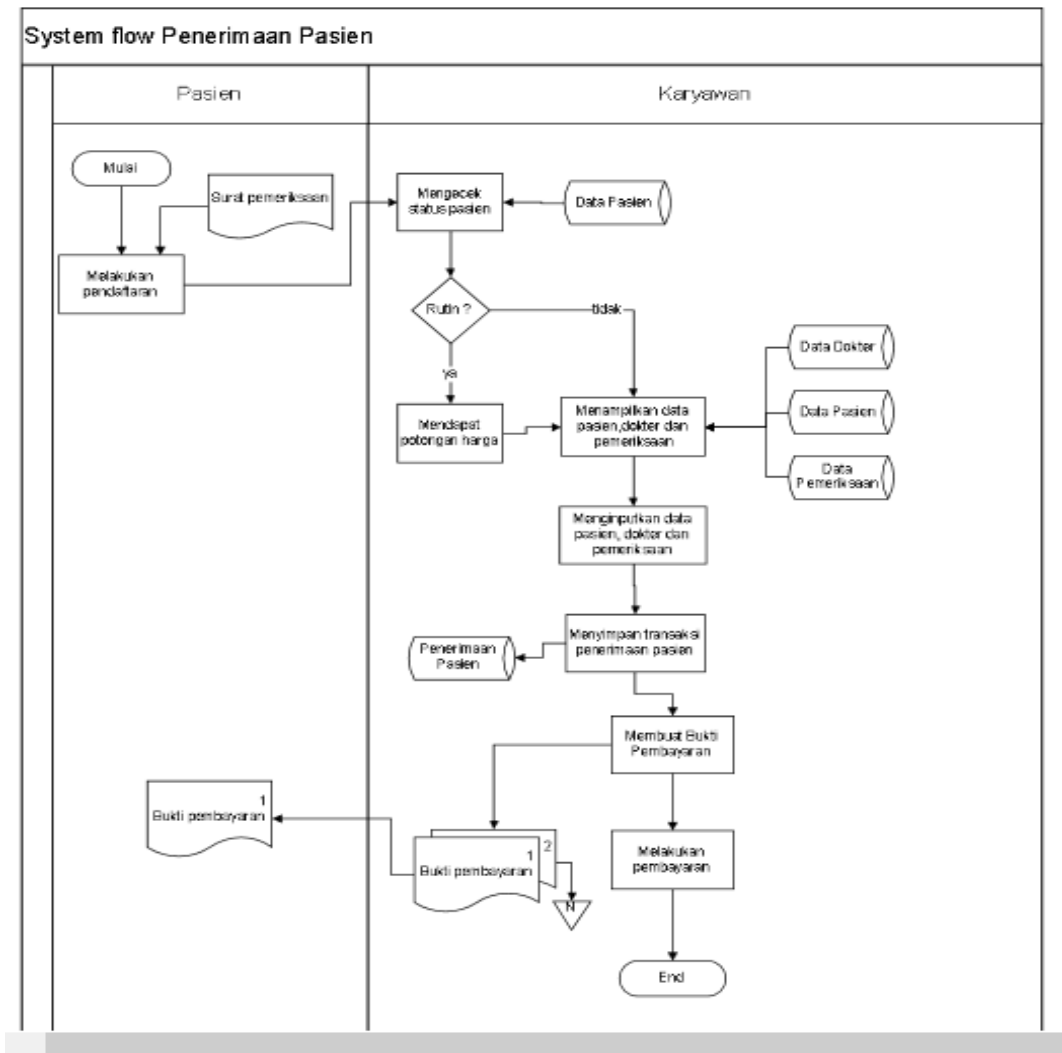 System flow Penerimaan Pasien
Pasien
Karyawan
Mulai
Surat pemeriksaan
Melakukan
pendaftaran
Mengecek
status pasien
Data Pasien
Rutin ?
tidak
ya
Mendapat
potongan harga
Menampilkan data
pasien,dokter dan
pemeriksaan
Data Dokter
Data Pasien
Data
Pemeriksaan
Menginputkan data
pasien, dokter dan
pemeriksaan
Menyimpan transaksi
penerimaan pasien
Penerimaan
Pasien
Membuat Bukti
Pembayaran
1
Bukti pembayaran
2
1
Bukti pembayaran
N
Melakukan
pembayaran
End